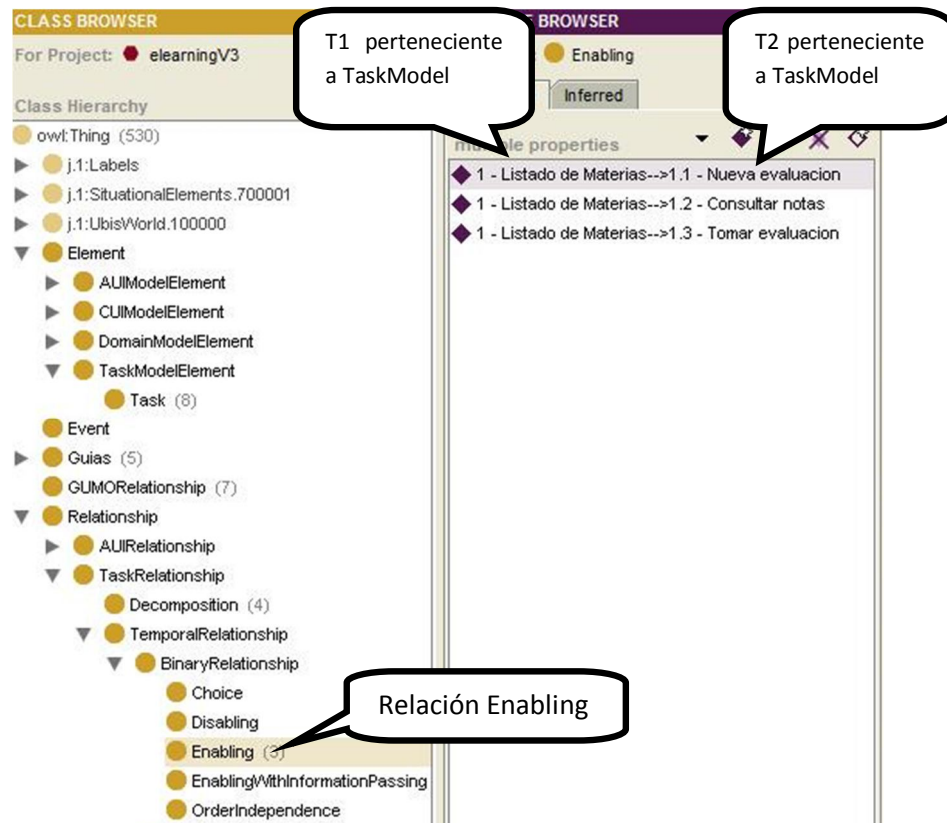 CLASS BROWSER
For Project: elearningV3
Class Hierarchy
owl:Thing (530)
j.1:Labels
j.1:SituationalElements.700001
j.1:UbisWorld.100000
Element
AUIModelElement
CUIModelElement
DomainModelElement
TaskModelElement
Task (8)
Event
Guias (5)
GUMORelationship (7)
Relationship
AUIRelationship
TaskRelationship
Decomposition (4)
TemporalRelationship
BinaryRelationship
Choice
Disabling
Enabling (3)
EnablingWithInformationPassing
OrderIndependence
Relación Enabling
T1 perteneciente
a TaskModel
BROWSER
Enabling
Inferred
T2 perteneciente
a TaskModel
properties
1 - Listado de Materias-->1.1 - Nueva evaluacion
1 - Listado de Materias-->1.2 - Consultar notas
1 - Listado de Materias-->1.3 - Tomar evaluacion